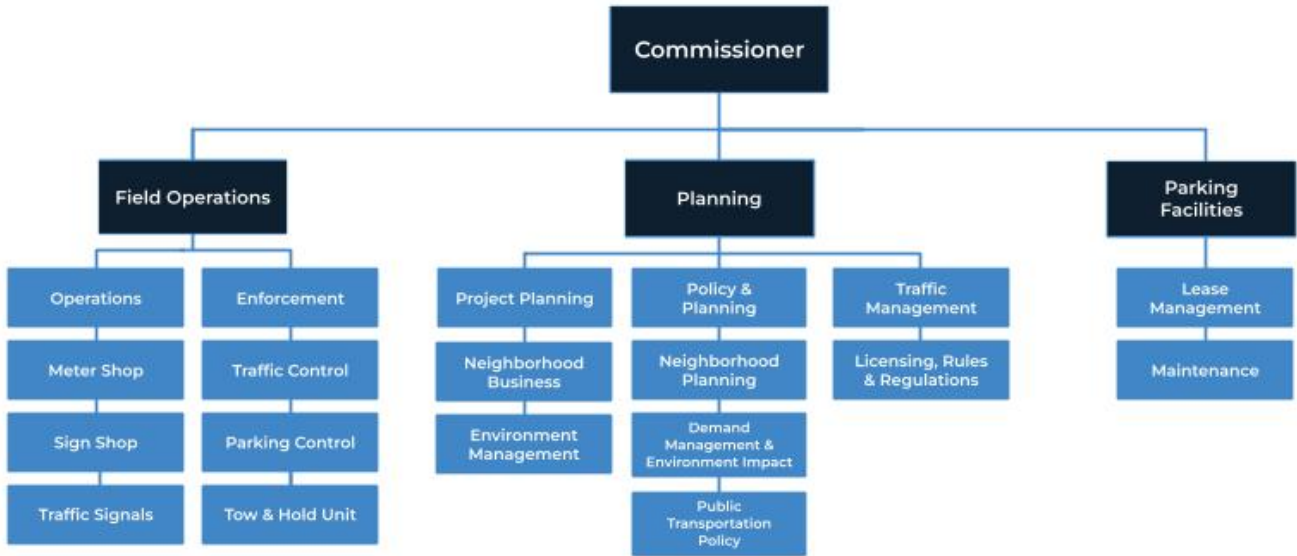 Commissioner
Field Operations
Planning
Parking
Facilities
Operations
Enforcement
Project Planning
Policy &
Planning
Traffic
Management
Lease
Management
Meter Shop
Traffic Control
Neighborhood
Business
Neighborhood
Planning
Licensing, Rules
& Regulations
Maintenance
Sign Shop
Parking Control
Environment
Management
Demand
Management &
Environment Impact
Traffic Signals
Tow & Hold Unit
Public
Transportation
Policy